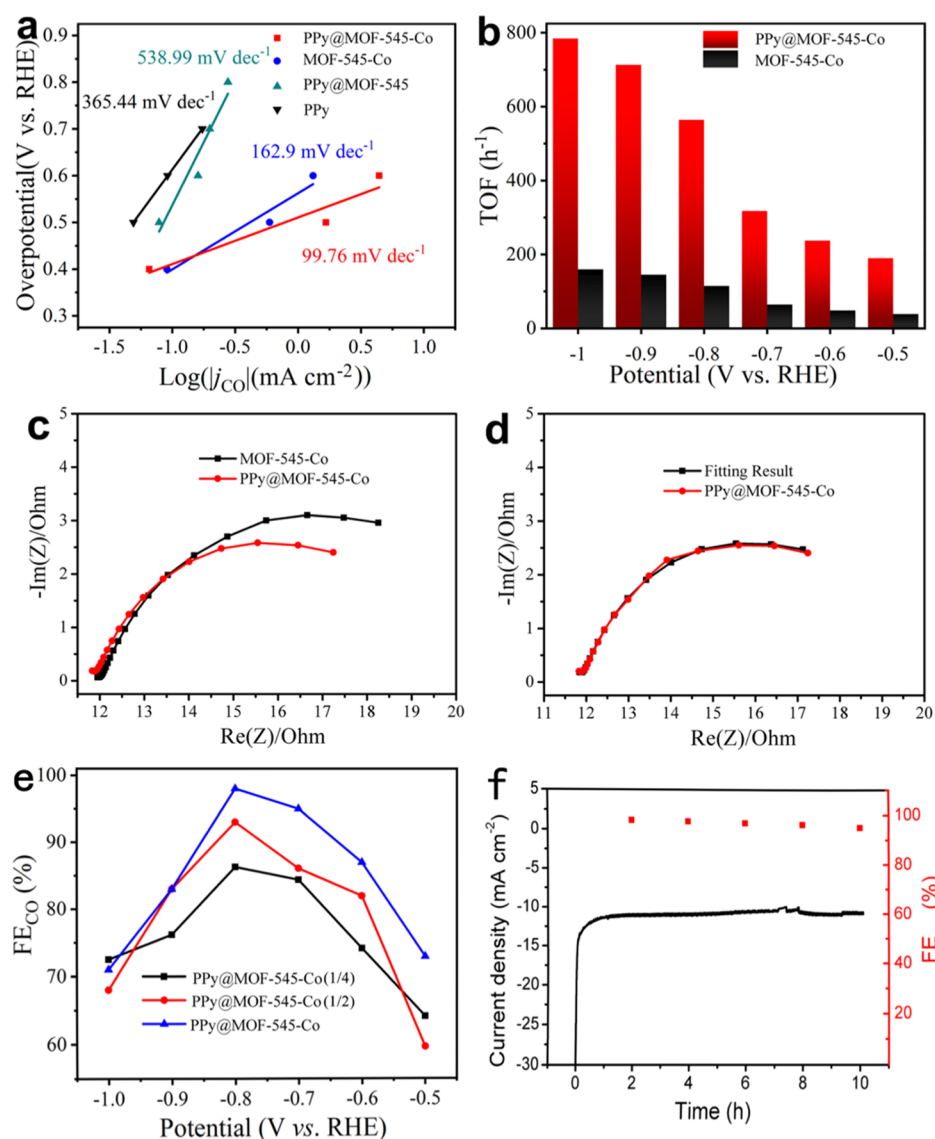 a
Overpotential(V vs. RHE)
0.9
0.8
0.7
0.6
0.5
0.4
0.3
538.99 mV dec⁻¹
365.44 mV dec⁻¹
162.9 mV dec⁻¹
99.76 mV dec⁻¹
PPy@MOF-545-Co
MOF-545-Co
PPy@MOF-545
PPy
-1.5 -1.0 -0.5 0.0 0.5 1.0
Log(|jCO|(mA cm⁻²))
b
TOF (h⁻¹)
800
600
400
200
0
PPy@MOF-545-Co
MOF-545-Co
-1 -0.9 -0.8 -0.7 -0.6 -0.5
Potential (V vs. RHE)
c
-Im(Z)/Ohm
5
4
3
2
1
0
MOF-545-Co
PPy@MOF-545-Co
12 13 14 15 16 17 18 19 20
Re(Z)/Ohm
d
-Im(Z)/Ohm
5
4
3
2
1
0
Fitting Result
PPy@MOF-545-Co
11 12 13 14 15 16 17 18 19 20
Re(Z)/Ohm
e
FECO (%)
100
90
80
70
60
PPy@MOF-545-Co(1/4)
PPy@MOF-545-Co(1/2)
PPy@MOF-545-Co
-1.0 -0.9 -0.8 -0.7 -0.6 -0.5
Potential (V vs. RHE)
f
Current density (mA cm⁻²)
5
0
-5
-10
-15
-20
-25
-30
0 2 4 6 8 10
Time (h)
100
80
60
40
20
FE (%)